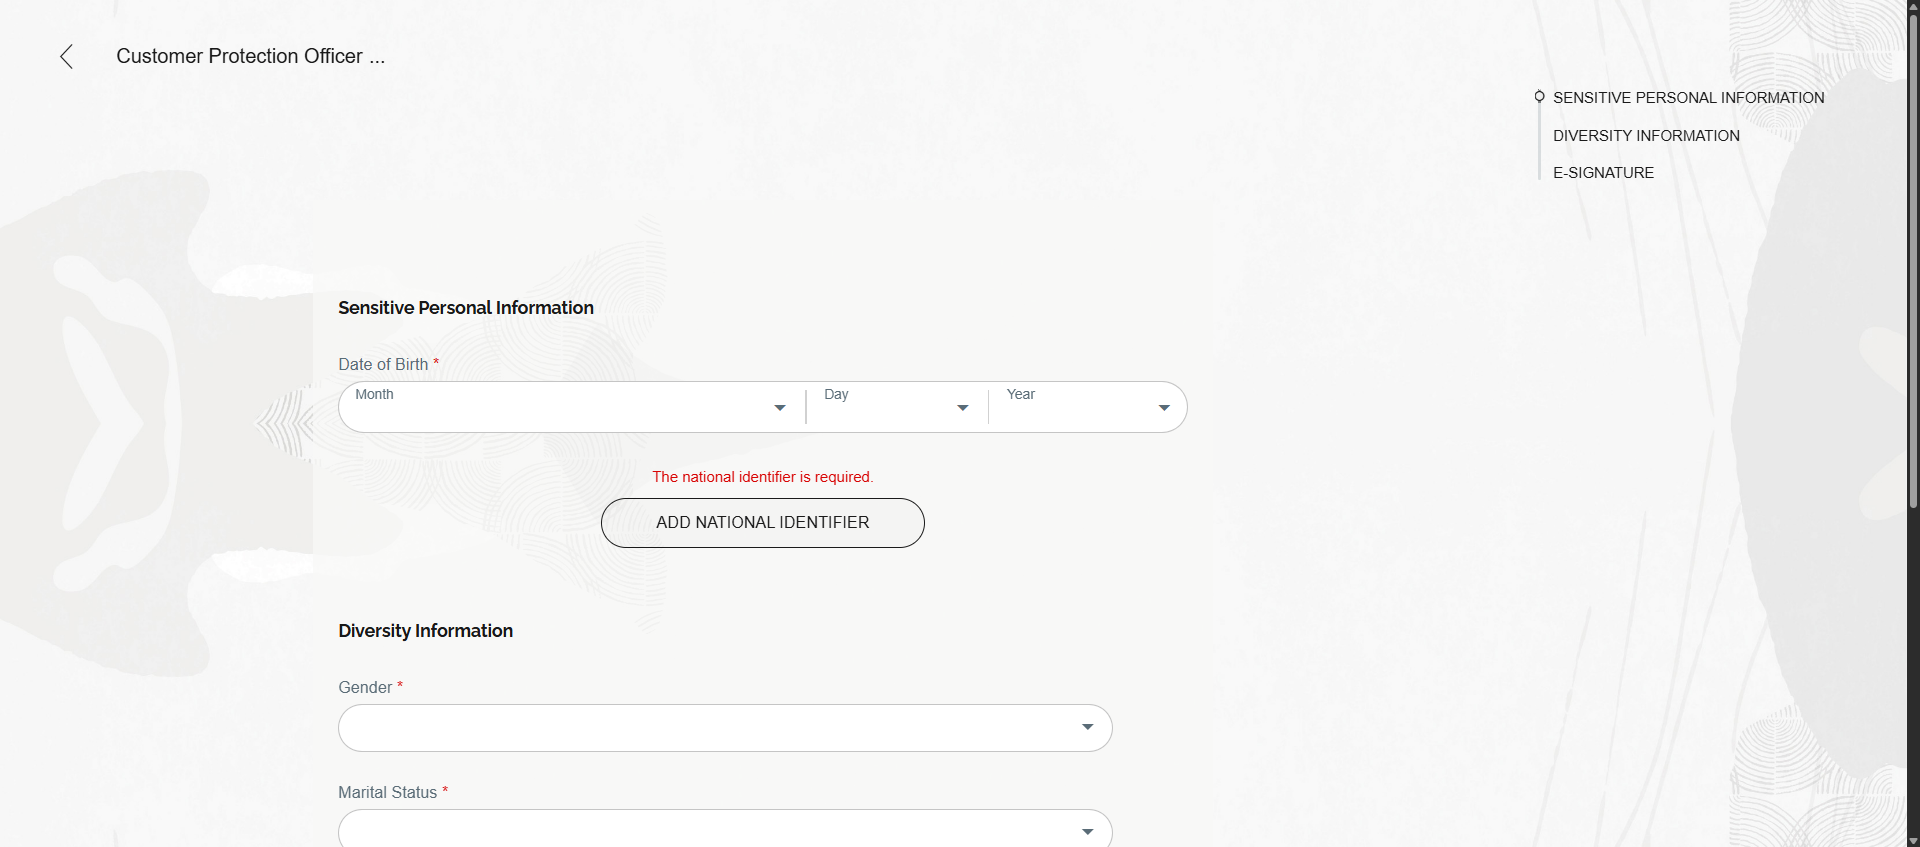 Customer Protection Officer ...
SENSITIVE PERSONAL INFORMATION
DIVERSITY INFORMATION
E-SIGNATURE
Sensitive Personal Information
Date of Birth *
Month
Day
Year
The national identifier is required.
ADD NATIONAL IDENTIFIER
Diversity Information
Gender *
Marital Status *